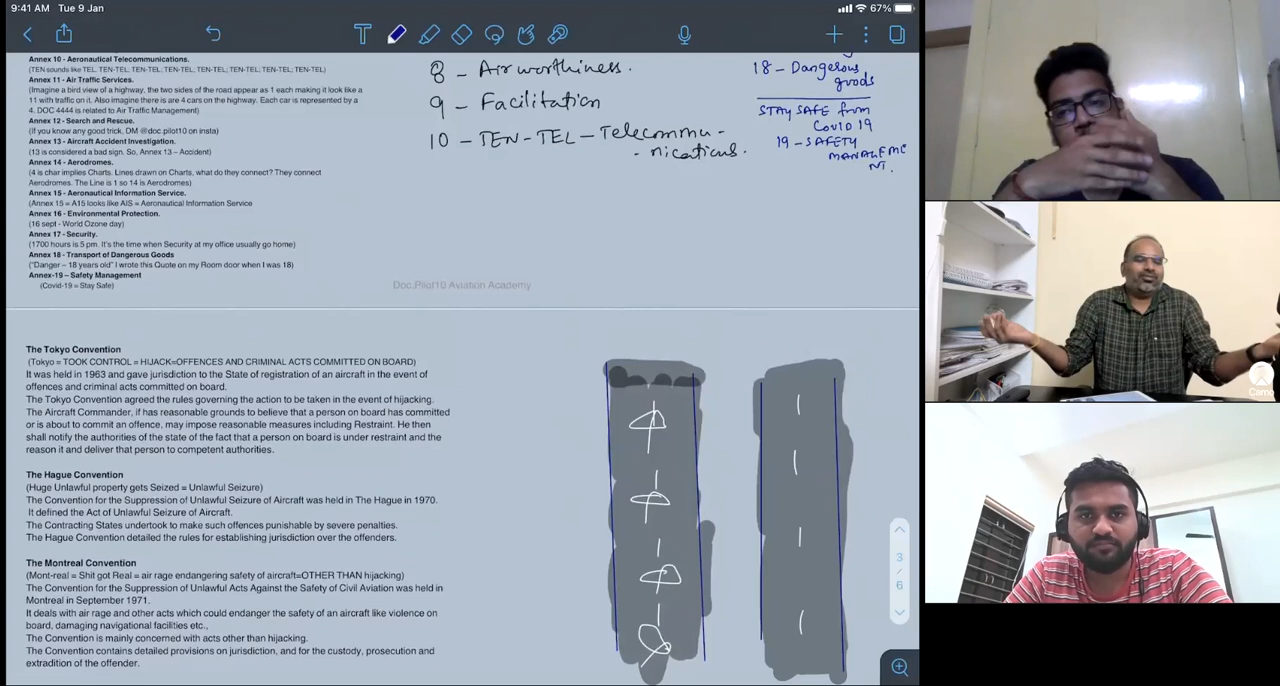 9:41 AM Tue 9 Jan
67%
Annex 10 - Aeronautical Telecommunications.
(TEN sounds like TEL. TEN-TEL; TEN-TEL; TEN-TEL; TEN-TEL; TEN-TEL; TEN-TEL)
Annex 11 - Air Traffic Services.
(Imagine a bird view of a highway, the two sides of the road appear as 1 each making it look like a
11 with traffic on it. Also imagine there is are 4 cars on the highway. Each car is represented by a
4. DOC 4444 is related to Air Traffic Management)
Annex 12 - Search and Rescue.
(If you know any good trick, DM @doc.pilot10 on insta)
Annex 13 - Aircraft Accident Investigation.
(13 is considered a bad sign. So, Annex 13 – Accident)
Annex 14 - Aerodromes.
(4 is char implies Charts. Lines drawn on Charts, what do they connect? They connect
Aerodromes. The Line is 1 so 14 is Aerodromes)
Annex 15 - Aeronautical Information Service.
(Annex 15 = A15 looks like AIS = Aeronautical Information Service
Annex 16 - Environmental Protection.
(16 sept - World Ozone day)
Annex 17 - Security.
(1700 hours is 5 pm. It's the time when Security at my office usually go home)
Annex 18 - Transport of Dangerous Goods
("Danger – 18 years old" I wrote this Quote on my Room door when I was 18)
Annex-19 – Safety Management
(Covid-19 = Stay Safe)
8 - Airworthiness.
9 - Facilitation
10 - TEN-TEL - Telecommu-
- nications.
18 - Dangerous
goods
STAY SAFE from
Covid 19
19 - SAFETY
MANAGEME
NT.
Doc.Pilot10 Aviation Academy
The Tokyo Convention
(Tokyo = TOOK CONTROL = HIJACK=OFFENCES AND CRIMINAL ACTS COMMITTED ON BOARD)
It was held in 1963 and gave jurisdiction to the State of registration of an aircraft in the event of
offences and criminal acts committed on board.
The Tokyo Convention agreed the rules governing the action to be taken in the event of hijacking.
The Aircraft Commander, if has reasonable grounds to believe that a person on board has committed
or is about to commit an offence, may impose reasonable measures including Restraint. He then
shall notify the authorities of the state of the fact that a person on board is under restraint and the
reason it and deliver that person to competent authorities.
The Hague Convention
(Huge Unlawful property gets Seized = Unlawful Seizure)
The Convention for the Suppression of Unlawful Seizure of Aircraft was held in The Hague in 1970.
It defined the Act of Unlawful Seizure of Aircraft.
The Contracting States undertook to make such offences punishable by severe penalties.
The Hague Convention detailed the rules for establishing jurisdiction over the offenders.
The Montreal Convention
(Mont-real = Shit got Real = air rage endangering safety of aircraft=OTHER THAN hijacking)
The Convention for the Suppression of Unlawful Acts Against the Safety of Civil Aviation was held in
Montreal in September 1971.
It deals with air rage and other acts which could endanger the safety of an aircraft like violence on
board, damaging navigational facilities etc.,
The Convention is mainly concerned with acts other than hijacking.
The Convention contains detailed provisions on jurisdiction, and for the custody, prosecution and
extradition of the offender.
3
/
6
Camo